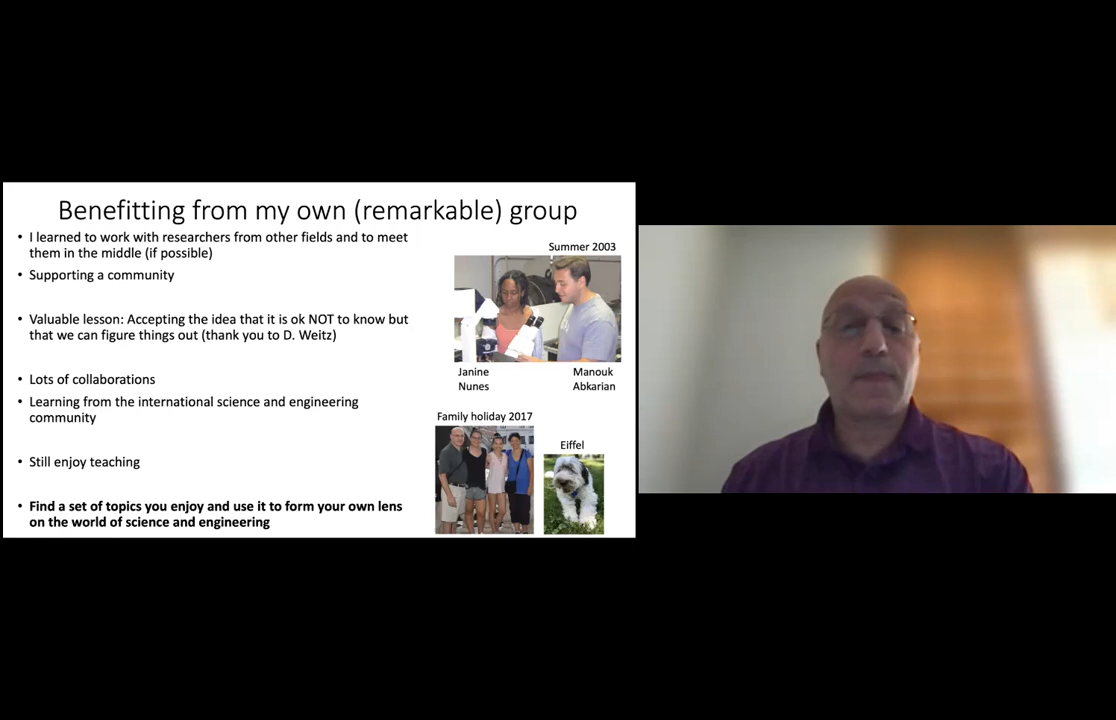 Benefitting from my own (remarkable) group
• I learned to work with researchers from other fields and to meet
them in the middle (if possible)
• Supporting a community
• Valuable lesson: Accepting the idea that it is ok NOT to know but
that we can figure things out (thank you to D. Weitz)
• Lots of collaborations
• Learning from the international science and engineering
community
• Still enjoy teaching
• Find a set of topics you enjoy and use it to form your own lens
on the world of science and engineering
Summer 2003
Janine
Nunes
Manouk
Abkarian
Family holiday 2017
Eiffel